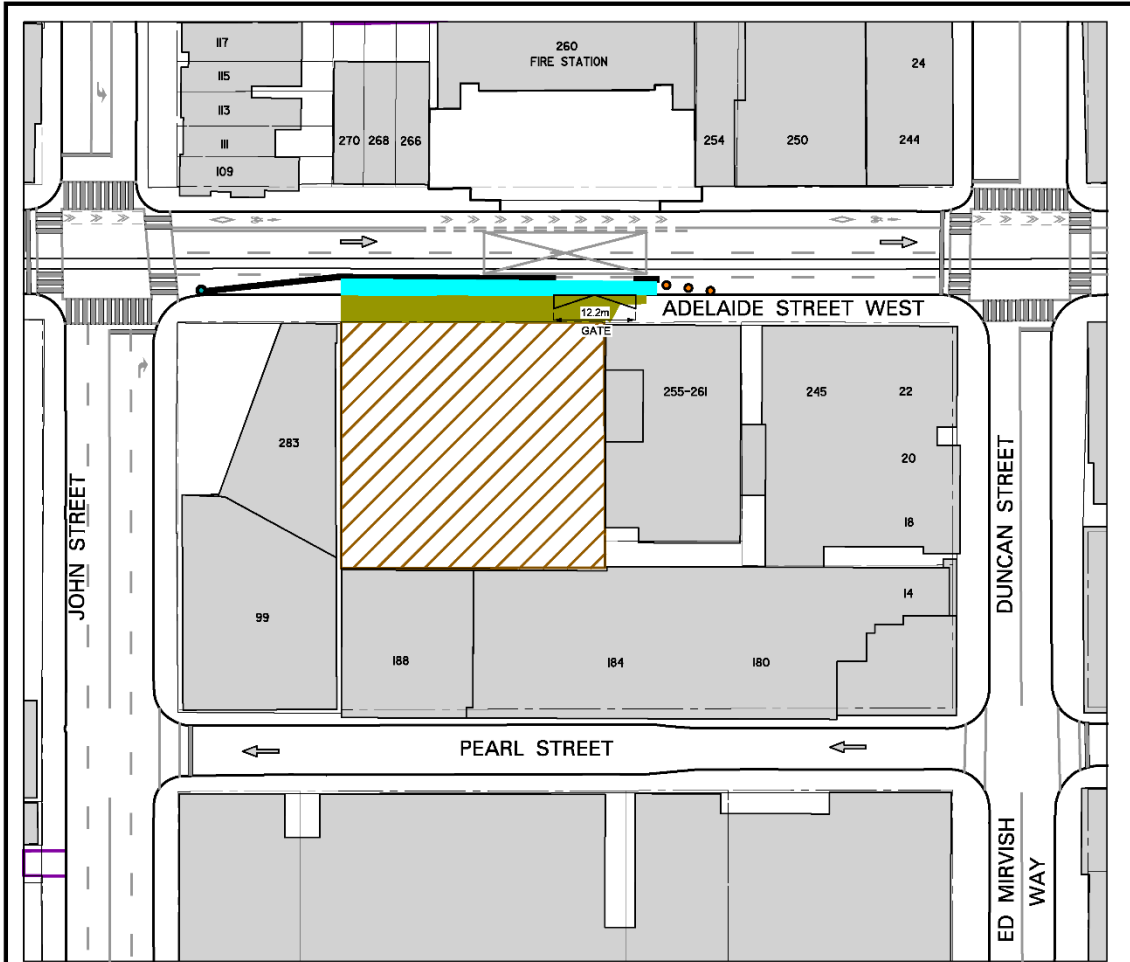 117
260
FIRE STATION
24
115
113
111
270
268
266
254
250
244
109
12.2m
ADELAIDE STREET WEST
GATE
255-261
245
22
283
20
18
JOHN STREET
DUNCAN STREET
14
99
188
184
180
PEARL STREET
ED MIRVISH
WAY